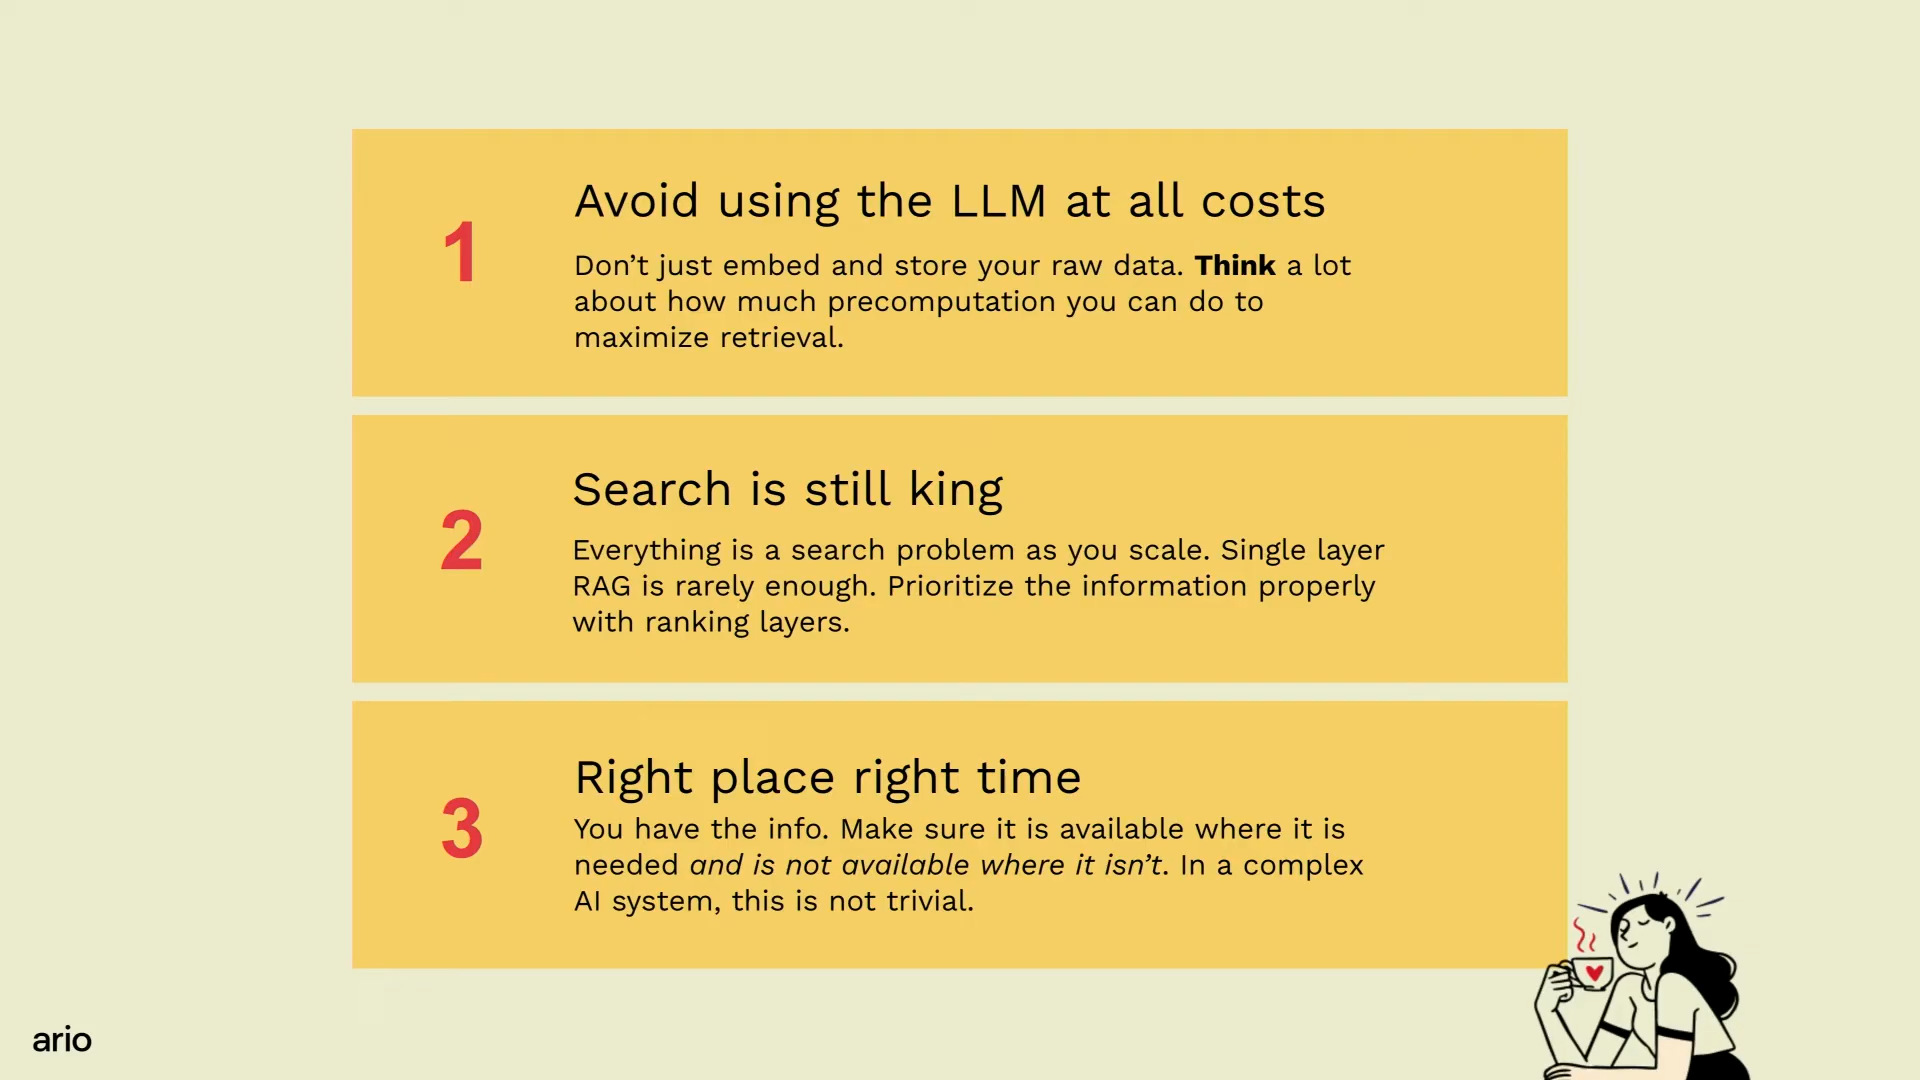 1
Avoid using the LLM at all costs
Don’t just embed and store your raw data. Think a lot
about how much precomputation you can do to
maximize retrieval.
2
Search is still king
Everything is a search problem as you scale. Single layer
RAG is rarely enough. Prioritize the information properly
with ranking layers.
3
Right place right time
You have the info. Make sure it is available where it is
needed and is not available where it isn’t. In a complex
AI system, this is not trivial.
ario